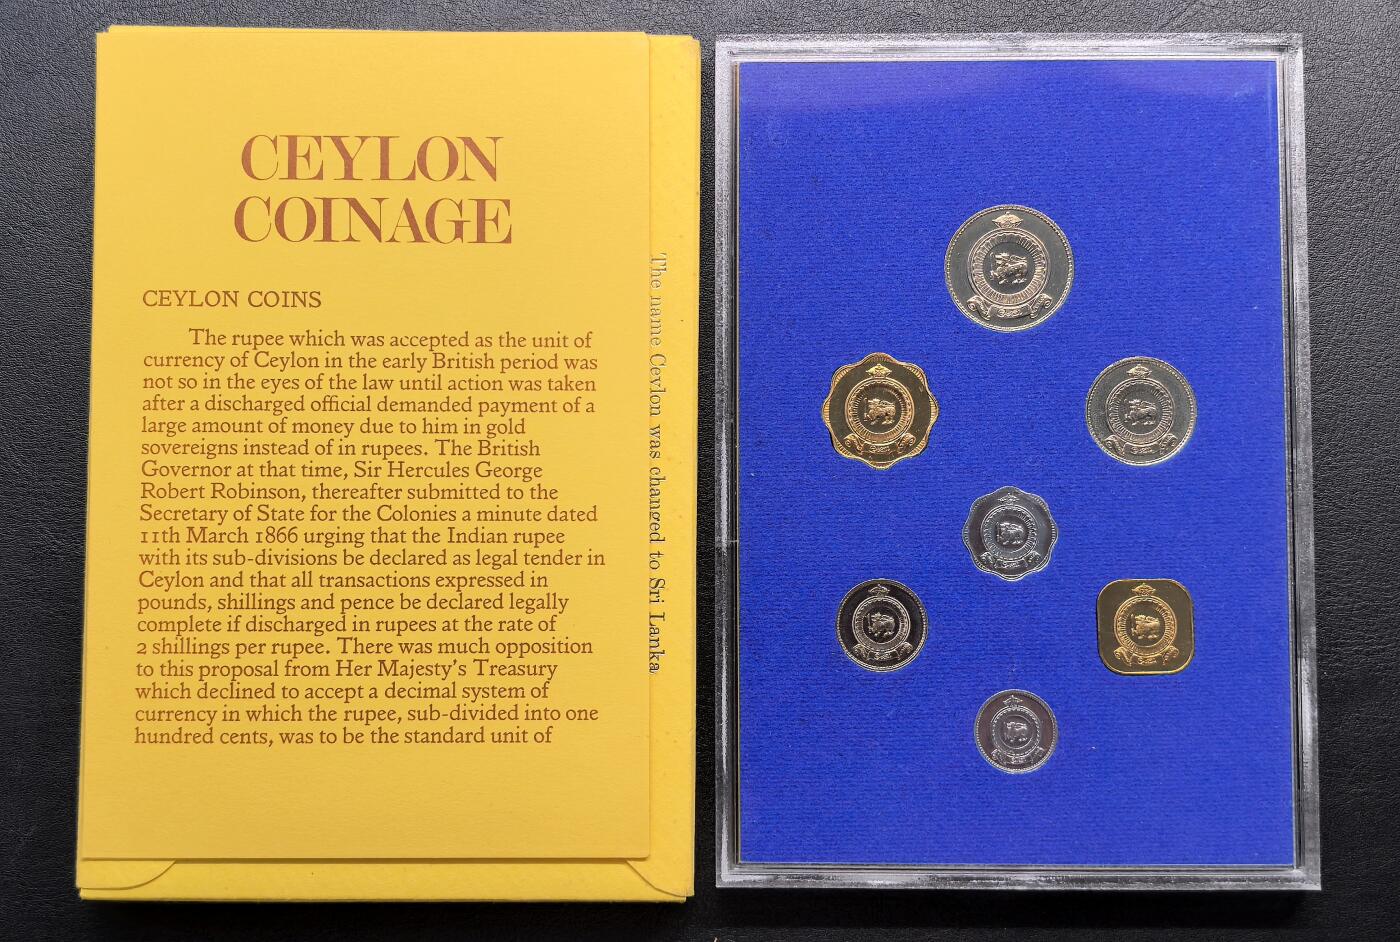 CEYLON
COINAGE
CEYLON COINS
The rupee which was accepted as the unit of
currency of Ceylon in the early British period was
not so in the eyes of the law until action was taken
after a discharged official demanded payment of a
large amount of money due to him in gold
sovereigns instead of in rupees. The British
Governor at that time, Sir Hercules George
Robert Robinson, thereafter submitted to the
Secretary of State for the Colonies a minute dated
11th March 1866 urging that the Indian rupee
with its sub-divisions be declared as legal tender in
Ceylon and that all transactions expressed in
pounds, shillings and pence be declared legally
complete if discharged in rupees at the rate of
2 shillings per rupee. There was much opposition
to this proposal from Her Majesty's Treasury
which declined to accept a decimal system of
currency in which the rupee, sub-divided into one
hundred cents, was to be the standard unit of
The name Ceylon was changed to Sri Lanka